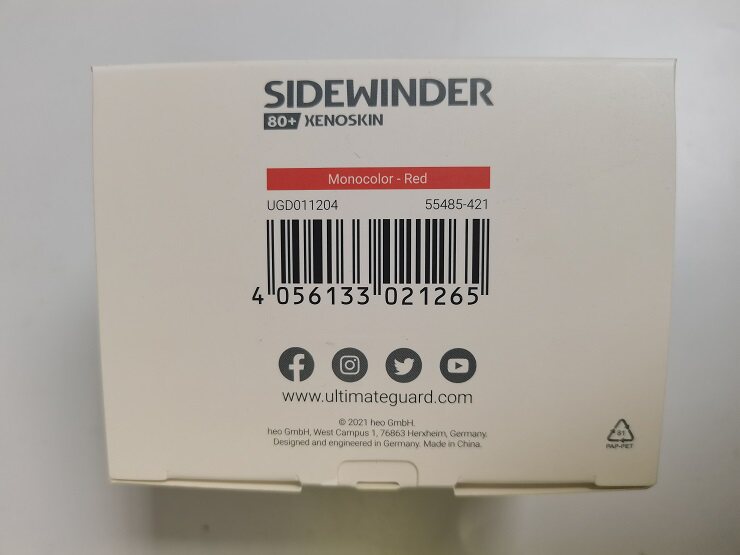 SIDEWINDER
80+ XENOSKIN
Monocolor - Red
UGD011204 55485-421
4 056133 021265
www.ultimateguard.com
© 2021 heo GmbH.
heo GmbH, West Campus 1, 76863 Herxheim, Germany.
Designed and engineered in Germany. Made in China.
81
PAP-PET